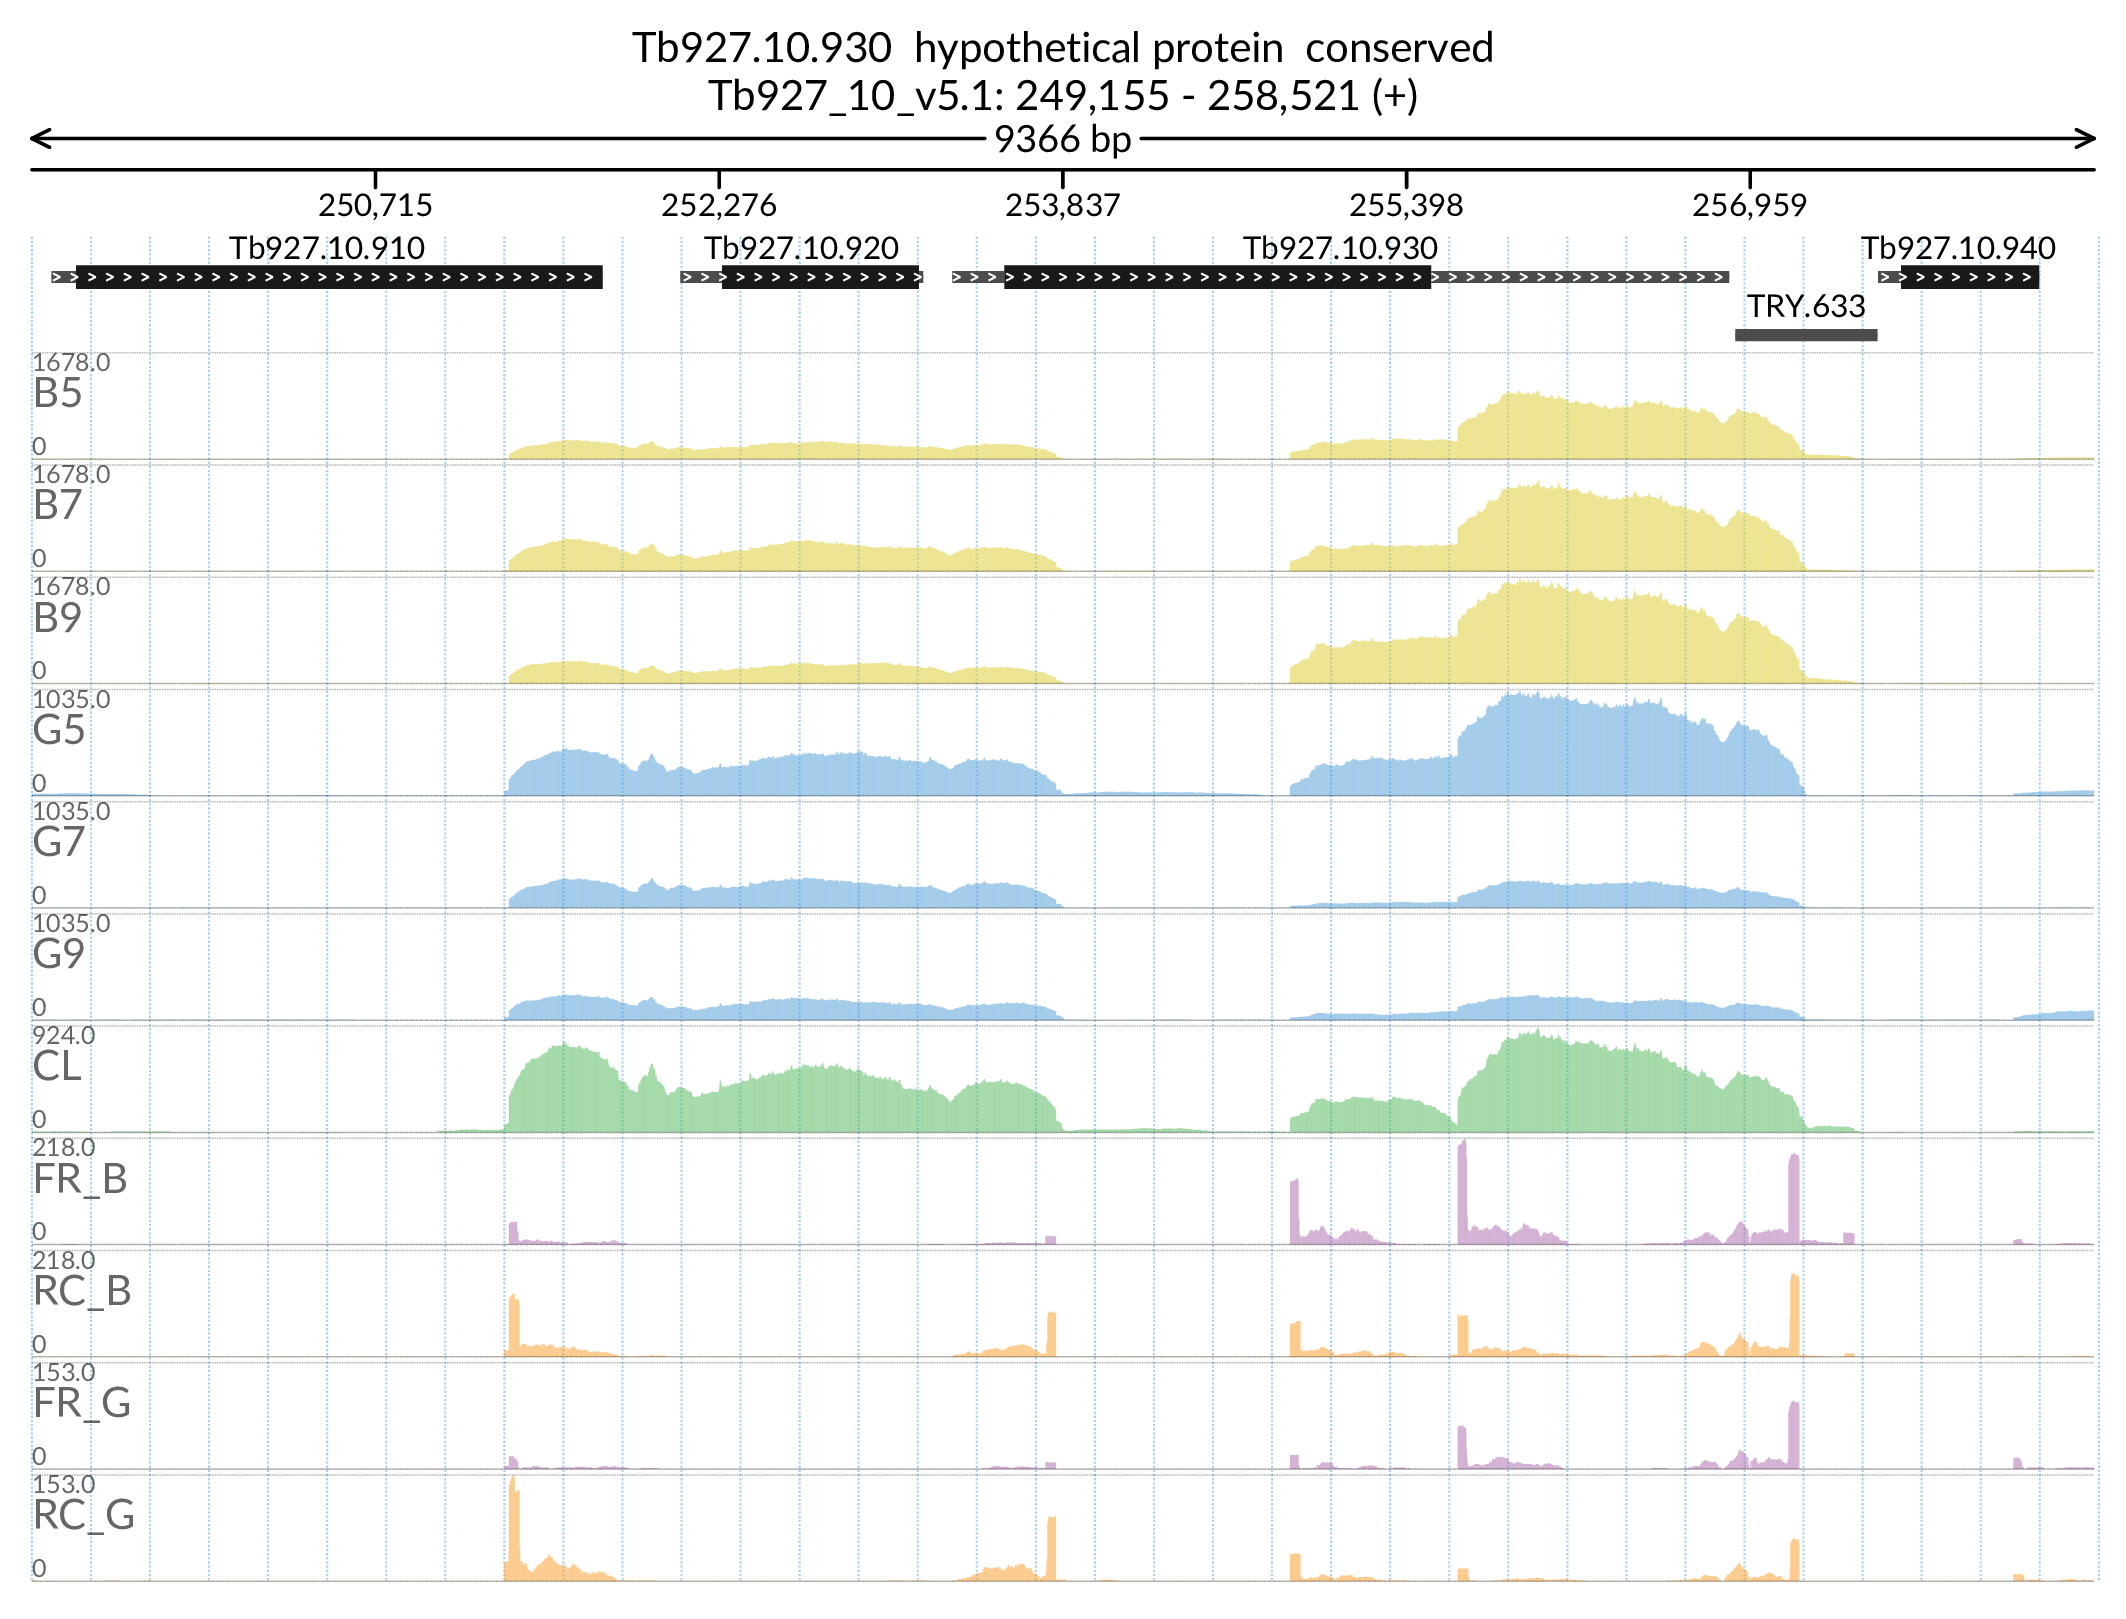 Tb927.10.930 hypothetical protein conserved
Tb927_10_v5.1: 249,155 - 258,521 (+)
9366 bp
250,715 252,276 253,837 255,398 256,959
Tb927.10.910 Tb927.10.920 Tb927.10.930 Tb927.10.940
TRY.633
1678.0
B5
0
1678.0
B7
0
1678.0
B9
0
1035.0
G5
0
1035.0
G7
0
1035.0
G9
0
924.0
CL
0
218.0
FR_B
0
218.0
RC_B
0
153.0
FR_G
0
153.0
RC_G
0